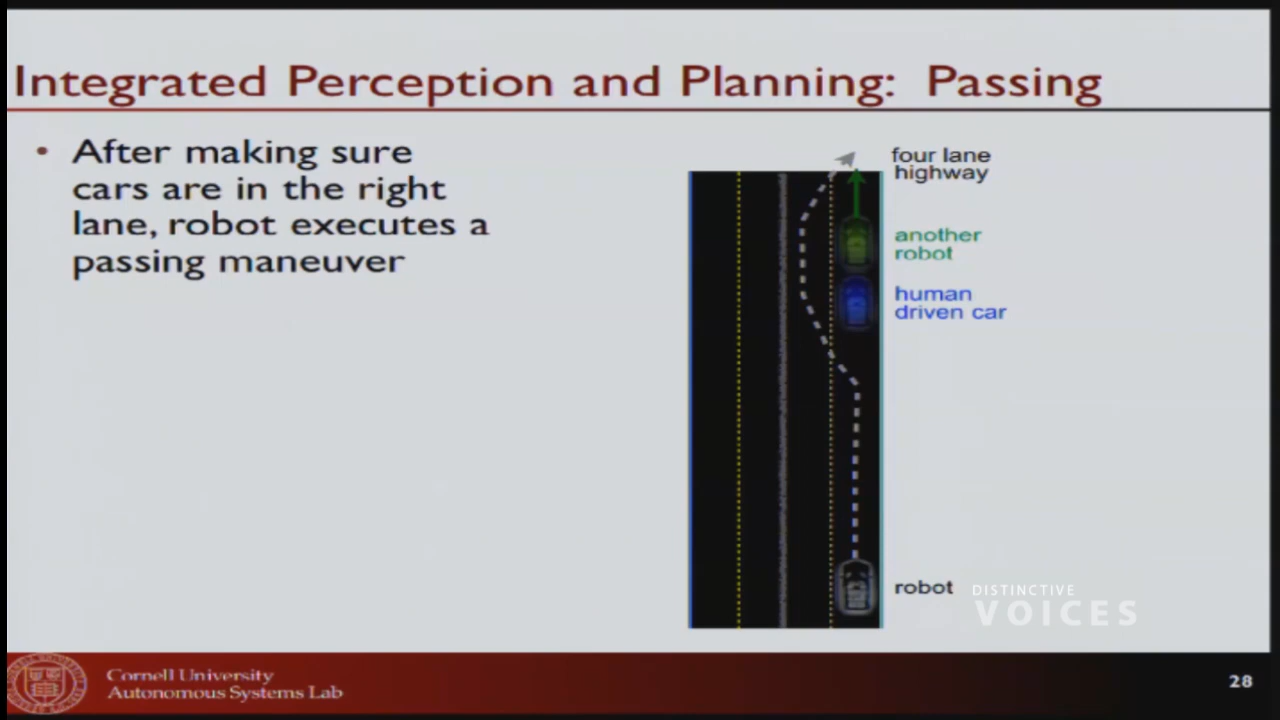 Integrated Perception and Planning: Passing
• After making sure
cars are in the right
lane, robot executes a
passing maneuver
four lane
highway
another
robot
human
driven car
robot
DISTINCTIVE
VOICES
Cornell University
Autonomous Systems Lab
28